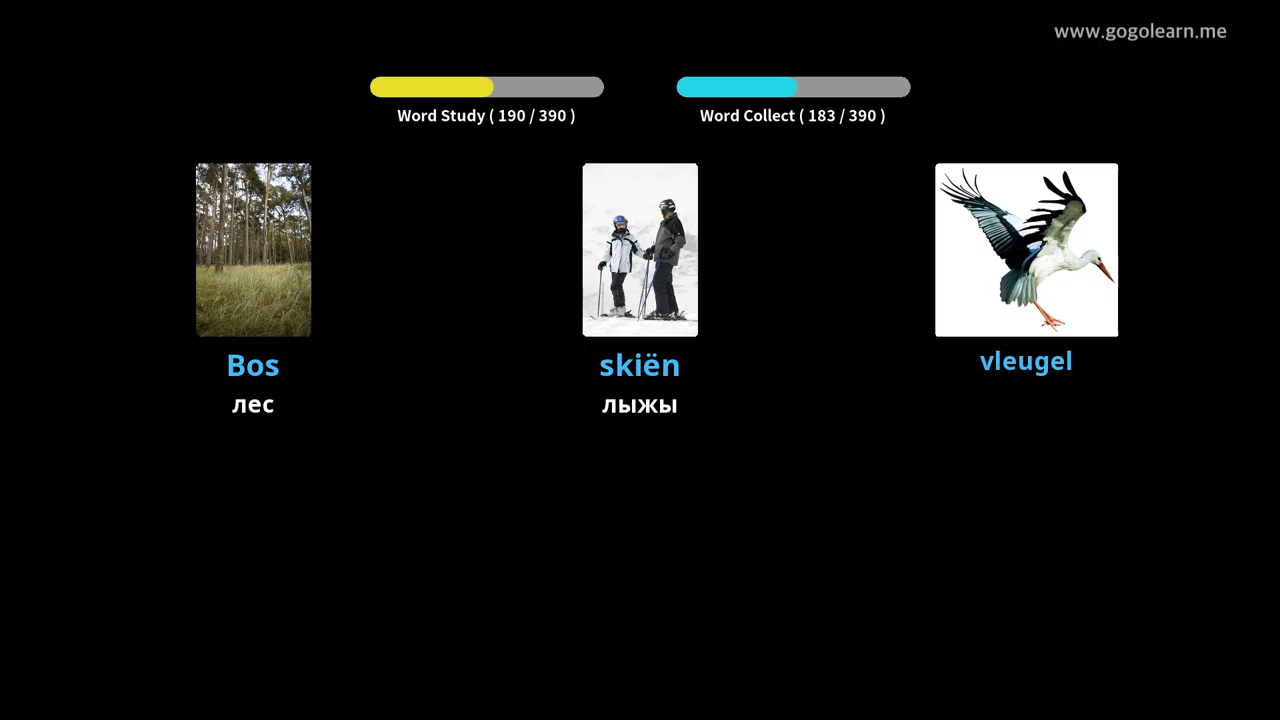 www.gogolearn.me
Word Study ( 190 / 390 )
Word Collect ( 183 / 390 )
Bos
лес
skiën
лыжы
vleugel